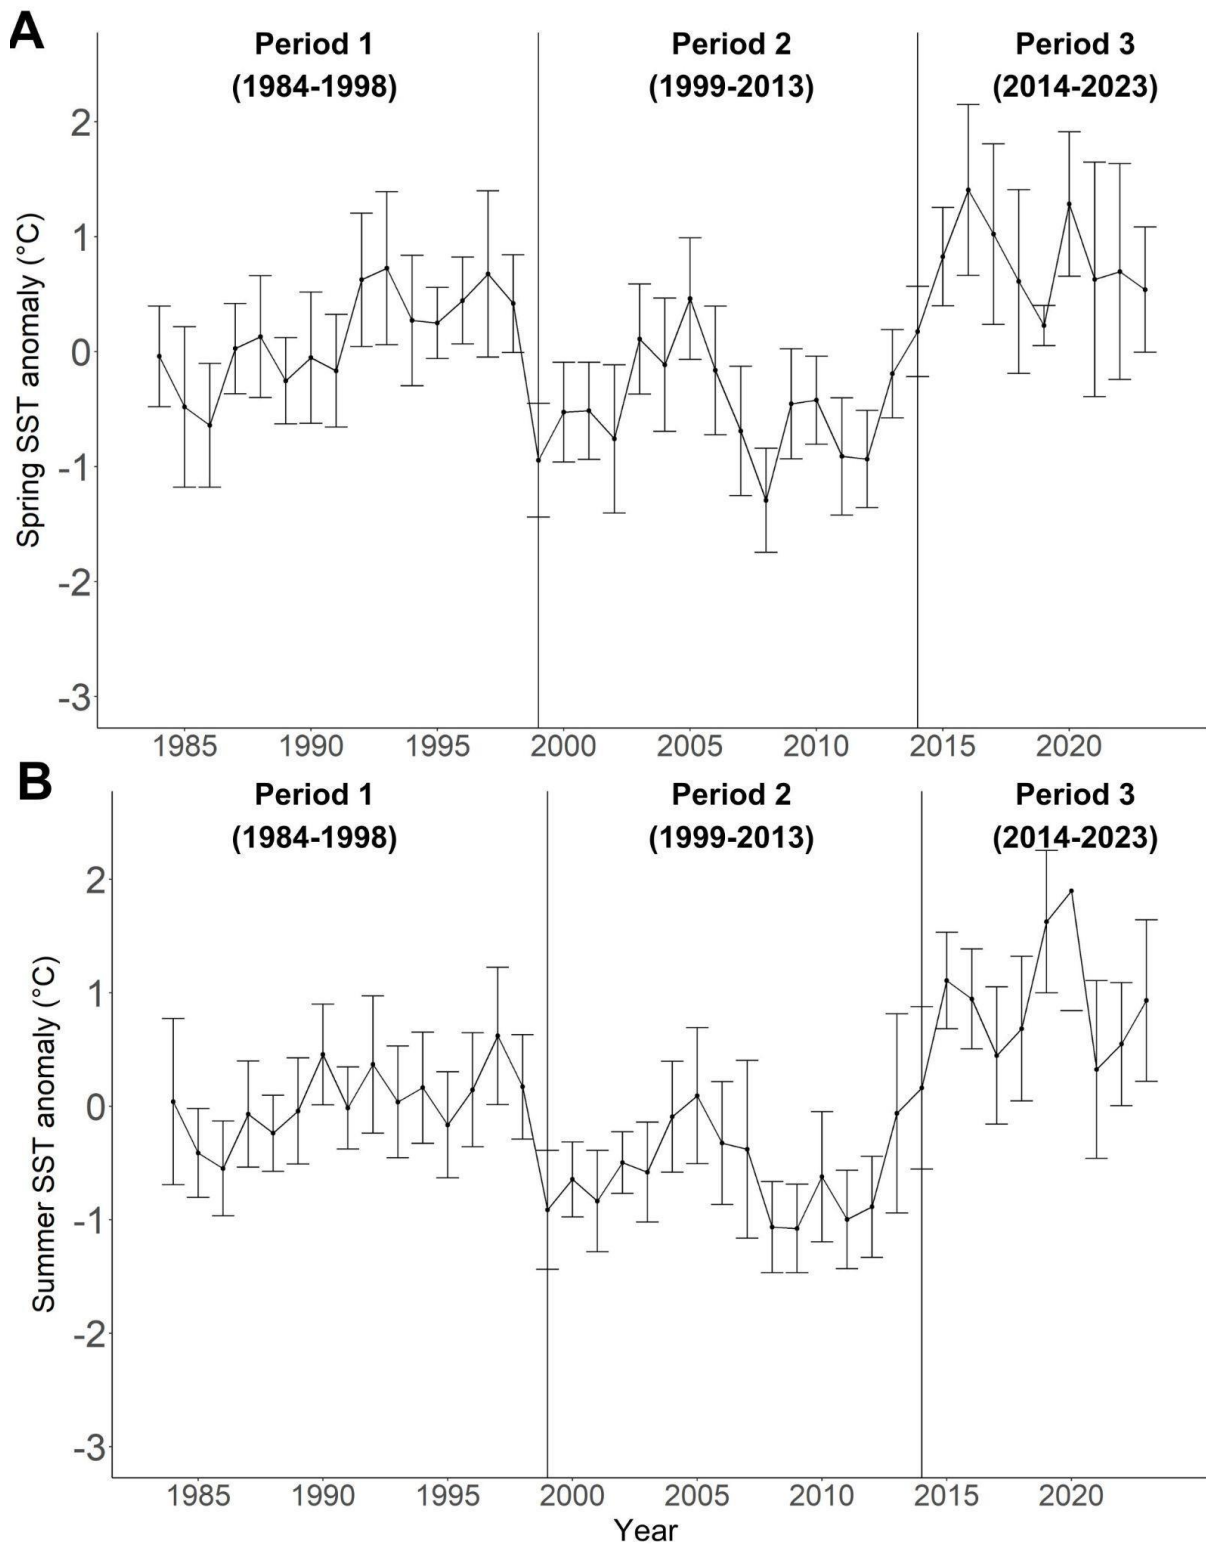 A
Period 1 Period 2 Period 3
(1984-1998) (1999-2013) (2014-2023)
Spring SST anomaly (°C)
2
1
0
-1
-2
-3
1985 1990 1995 2000 2005 2010 2015 2020
B
Period 1 Period 2 Period 3
(1984-1998) (1999-2013) (2014-2023)
Summer SST anomaly (°C)
2
1
0
-1
-2
-3
1985 1990 1995 2000 2005 2010 2015 2020
Year